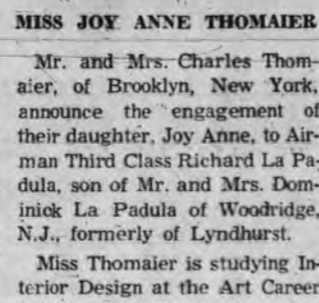 MISS JOY ANNE THOMAIER
Mr. and Mrs. Charles Thom-
aier, of Brooklyn, New York,
announce the engagement of
their daughter, Joy Anne, to Air-
man Third Class Richard La Pa-
dula, son of Mr. and Mrs. Dom-
inick La Padula of Woodridge,
N.J., formerly of Lyndhurst.
Miss Thomaier is studying In-
terior Design at the Art Career